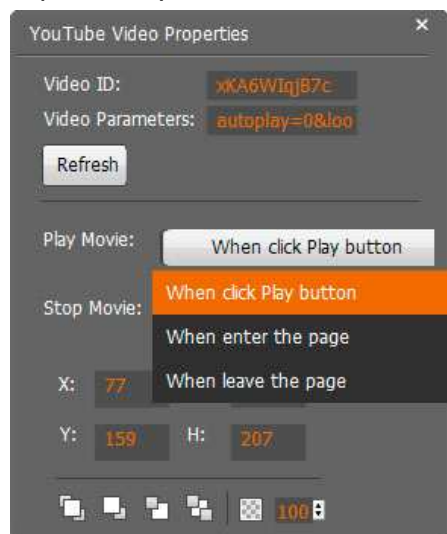 YouTube Video Properties ×
Video ID: xKA6WIqjB7c
Video Parameters: autoplay=0&loo
Refresh
Play Movie: When click Play button
When click Play button
Stop Movie:
When enter the page
X: 77 When leave the page
Y: 159 H: 207
100